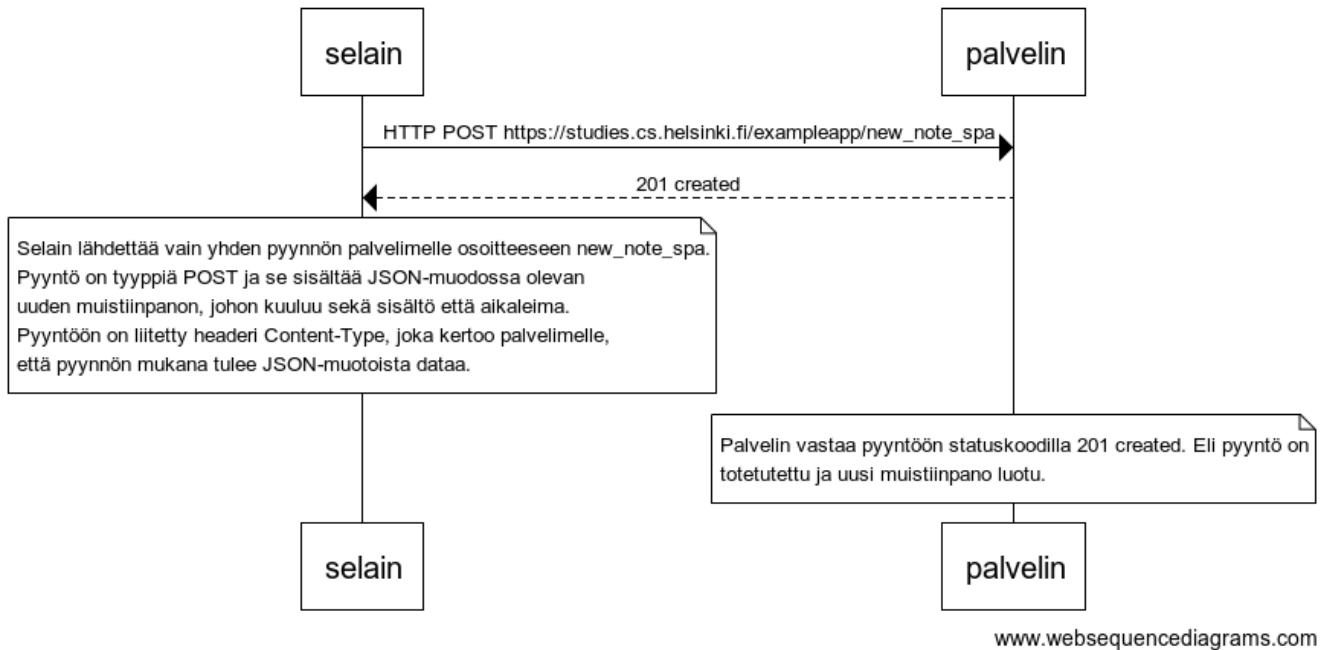 selain
palvelin
HTTP POST https://studies.cs.helsinki.fi/exampleapp/new_note_spa
201 created
Selain lähdettää vain yhden pyynnön palvelimelle osoitteeseen new_note_spa.
Pyyntö on tyyppiä POST ja se sisältää JSON-muodossa olevan
uuden muistiinpanon, johon kuuluu sekä sisältö että aikaleima.
Pyyntöön on liitetty headeri Content-Type, joka kertoo palvelimelle,
että pyynnön mukana tulee JSON-muotoista dataa.
Palvelin vastaa pyyntöön statuskoodilla 201 created. Eli pyyntö on
totetutettu ja uusi muistiinpano luotu.
selain
palvelin
www.websequencediagrams.com